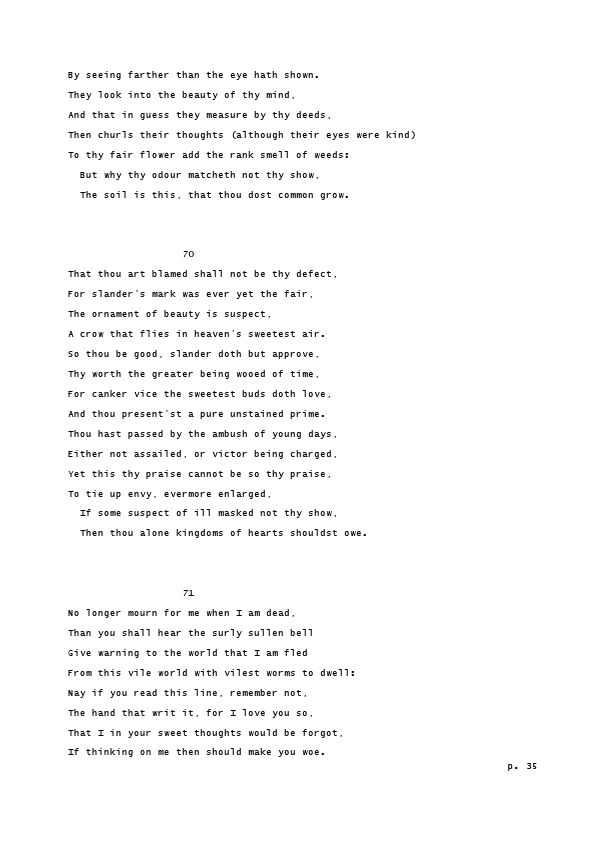 By seeing farther than the eye hath shown.
They look into the beauty of thy mind,
And that in guess they measure by thy deeds,
Then churls their thoughts (although their eyes were kind)
To thy fair flower add the rank smell of weeds:
But why thy odour matcheth not thy show,
The soil is this, that thou dost common grow.
70
That thou art blamed shall not be thy defect,
For slander's mark was ever yet the fair,
The ornament of beauty is suspect,
A crow that flies in heaven's sweetest air.
So thou be good, slander doth but approve,
Thy worth the greater being wooed of time,
For canker vice the sweetest buds doth love,
And thou present'st a pure unstained prime.
Thou hast passed by the ambush of young days,
Either not assailed, or victor being charged,
Yet this thy praise cannot be so thy praise,
To tie up envy, evermore enlarged,
If some suspect of ill masked not thy show,
Then thou alone kingdoms of hearts shouldst owe.
71
No longer mourn for me when I am dead,
Than you shall hear the surly sullen bell
Give warning to the world that I am fled
From this vile world with vilest worms to dwell:
Nay if you read this line, remember not,
The hand that writ it, for I love you so,
That I in your sweet thoughts would be forgot,
If thinking on me then should make you woe.
p. 35